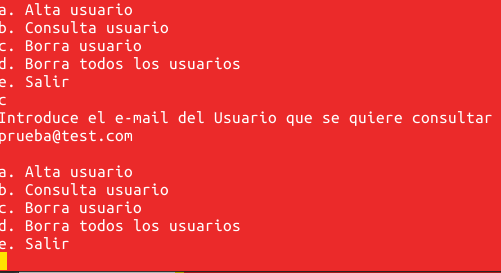 a. Alta usuario
b. Consulta usuario
c. Borra usuario
d. Borra todos los usuarios
e. Salir
c
Introduce el e-mail del Usuario que se quiere consultar
prueba@test.com
a. Alta usuario
b. Consulta usuario
c. Borra usuario
d. Borra todos los usuarios
e. Salir